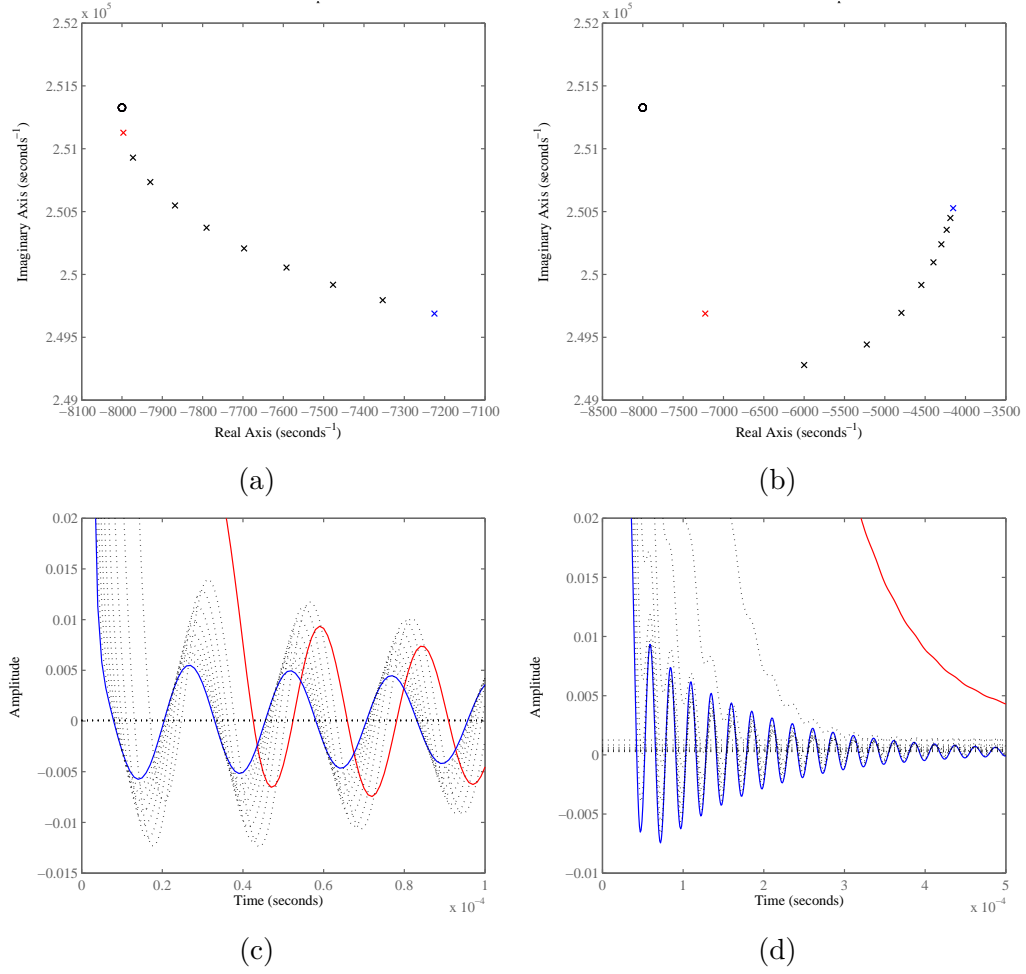 x 10⁵
2.52
2.515
2.51
2.505
2.5
2.495
2.49
−8100 −8000 −7900 −7800 −7700 −7600 −7500 −7400 −7300 −7200 −7100
Real Axis (seconds⁻¹)
Imaginary Axis (seconds⁻¹)
(a)
x 10⁵
2.52
2.515
2.51
2.505
2.5
2.495
2.49
−8500 −8000 −7500 −7000 −6500 −6000 −5500 −5000 −4500 −4000 −3500
Real Axis (seconds⁻¹)
Imaginary Axis (seconds⁻¹)
(b)
0.02
0.015
0.01
0.005
0
−0.005
−0.01
−0.015
0 0.2 0.4 0.6 0.8 1
x 10⁻⁴
Time (seconds)
Amplitude
(c)
0.02
0.015
0.01
0.005
0
−0.005
−0.01
0 1 2 3 4 5
x 10⁻⁴
Time (seconds)
Amplitude
(d)